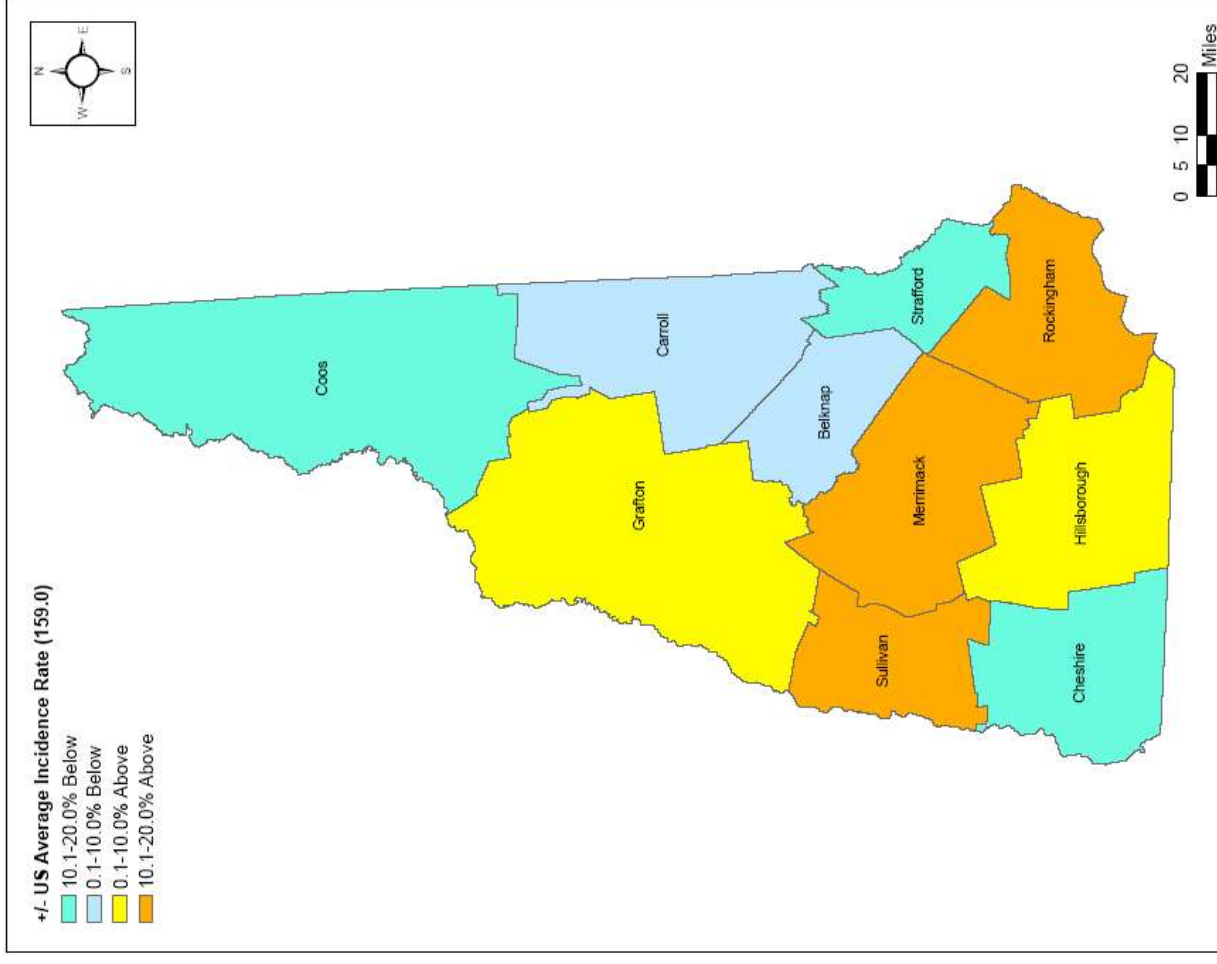 +/- US Average Incidence Rate (159.0)
10.1-20.0% Below
0.1-10.0% Below
0.1-10.0% Above
10.1-20.0% Above
N
W
E
S
Coos
Carroll
Grafton
Belknap
Strafford
Merrimack
Sullivan
Rockingham
Hillsborough
Cheshire
0 5 10 20
Miles